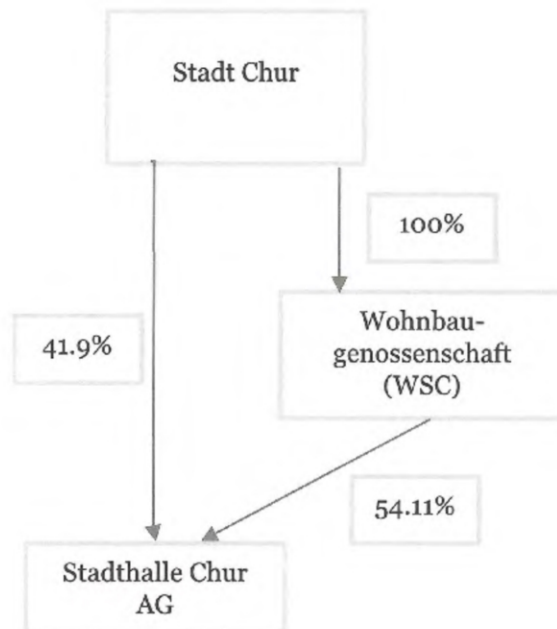 Stadt Chur
100%
41.9%
Wohnbau-
genossenschaft
(WSC)
54.11%
Stadthalle Chur
AG